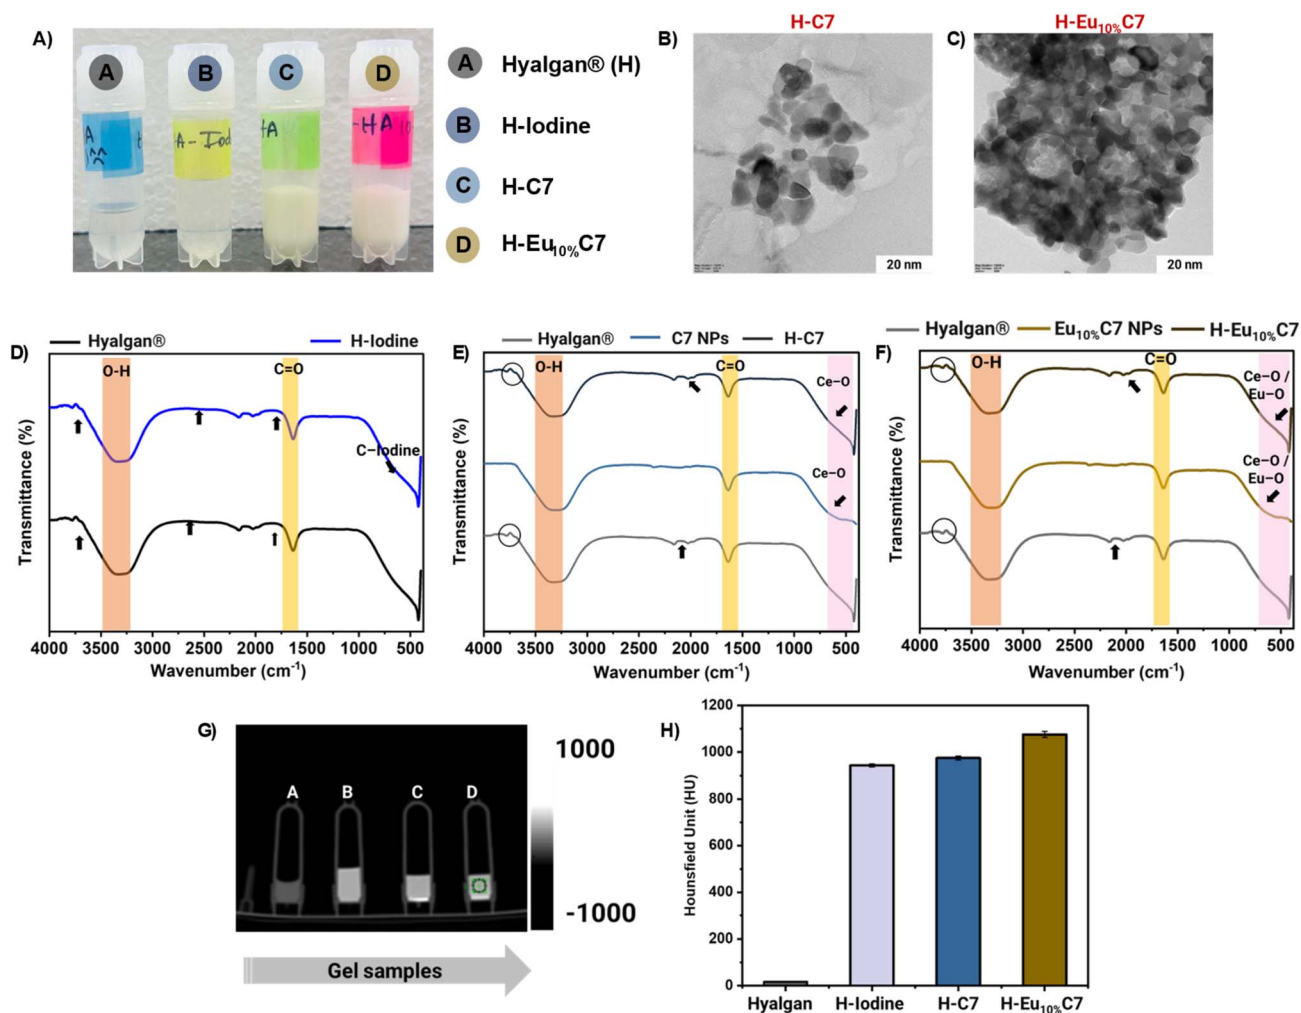 A)
A
B
C
D
A
A - Iod
A
-HA 10
A Hyalgan® (H)
B H-Iodine
C H-C7
D H-Eu10%C7
H-C7
B)
20 nm
H-Eu10%C7
C)
20 nm
D)
Hyalgan®
H-Iodine
O-H
C=O
C–Iodine
Transmittance (%)
4000 3500 3000 2500 2000 1500 1000 500
Wavenumber (cm-1)
E)
Hyalgan®
C7 NPs
H-C7
O-H
C=O
Ce–O
Ce–O
Transmittance (%)
4000 3500 3000 2500 2000 1500 1000 500
Wavenumber (cm-1)
F)
Hyalgan®
Eu10%C7 NPs
H-Eu10%C7
O-H
C=O
Ce–O /
Eu–O
Ce–O /
Eu–O
Transmittance (%)
4000 3500 3000 2500 2000 1500 1000 500
Wavenumber (cm-1)
G)
A
B
C
D
1000
-1000
Gel samples
H)
Hounsfield Unit (HU)
1200
1000
800
600
400
200
0
Hyalgan
H-Iodine
H-C7
H-Eu10%C7